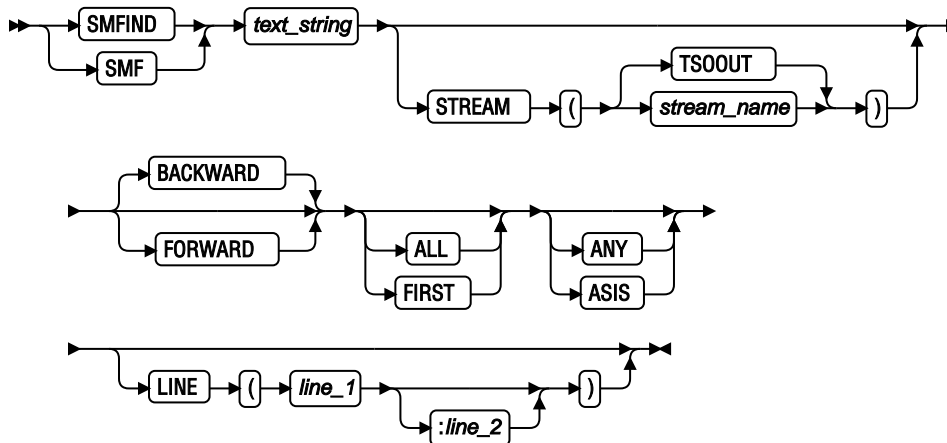 SMFIND
SMF
text_string
STREAM
(
TSOOUT
stream_name
)
BACKWARD
FORWARD
ALL
FIRST
ANY
ASIS
LINE
(
line_1
:line_2
)